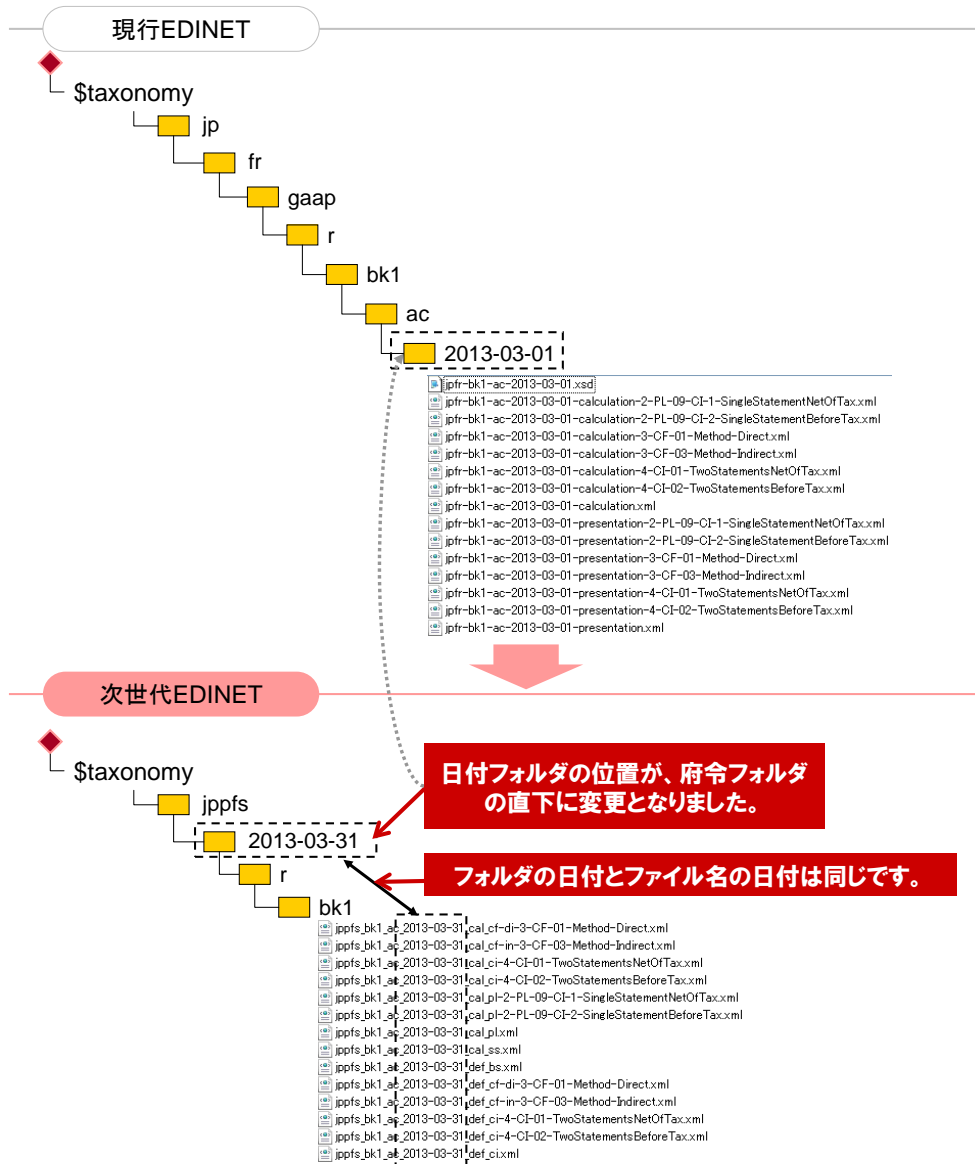 現行EDINET
$taxonomy
jp
fr
gaap
r
bk1
ac
2013-03-01
jpfr-bk1-ac-2013-03-01.xsd
jpfr-bk1-ac-2013-03-01-calculation-2-PL-09-CI-1-SingleStatementNetOfTax.xml
jpfr-bk1-ac-2013-03-01-calculation-2-PL-09-CI-2-SingleStatementBeforeTax.xml
jpfr-bk1-ac-2013-03-01-calculation-3-CF-01-Method-Direct.xml
jpfr-bk1-ac-2013-03-01-calculation-3-CF-03-Method-Indirect.xml
jpfr-bk1-ac-2013-03-01-calculation-4-CI-01-TwoStatementsNetOfTax.xml
jpfr-bk1-ac-2013-03-01-calculation-4-CI-02-TwoStatementsBeforeTax.xml
jpfr-bk1-ac-2013-03-01-calculation.xml
jpfr-bk1-ac-2013-03-01-presentation-2-PL-09-CI-1-SingleStatementNetOfTax.xml
jpfr-bk1-ac-2013-03-01-presentation-2-PL-09-CI-2-SingleStatementBeforeTax.xml
jpfr-bk1-ac-2013-03-01-presentation-3-CF-01-Method-Direct.xml
jpfr-bk1-ac-2013-03-01-presentation-3-CF-03-Method-Indirect.xml
jpfr-bk1-ac-2013-03-01-presentation-4-CI-01-TwoStatementsNetOfTax.xml
jpfr-bk1-ac-2013-03-01-presentation-4-CI-02-TwoStatementsBeforeTax.xml
jpfr-bk1-ac-2013-03-01-presentation.xml
次世代EDINET
$taxonomy
jppfs
2013-03-31
r
bk1
日付フォルダの位置が、府令フォルダ
の直下に変更となりました。
フォルダの日付とファイル名の日付は同じです。
jppfs_bk1_ac_2013-03-31_cal_cf-di-3-CF-01-Method-Direct.xml
jppfs_bk1_ac_2013-03-31_cal_cf-in-3-CF-03-Method-Indirect.xml
jppfs_bk1_ac_2013-03-31_cal_ci-4-CI-01-TwoStatementsNetOfTax.xml
jppfs_bk1_ac_2013-03-31_cal_ci-4-CI-02-TwoStatementsBeforeTax.xml
jppfs_bk1_ac_2013-03-31_cal_pl-2-PL-09-CI-1-SingleStatementNetOfTax.xml
jppfs_bk1_ac_2013-03-31_cal_pl-2-PL-09-CI-2-SingleStatementBeforeTax.xml
jppfs_bk1_ac_2013-03-31_cal_pl.xml
jppfs_bk1_ac_2013-03-31_cal_ss.xml
jppfs_bk1_ac_2013-03-31_def_bs.xml
jppfs_bk1_ac_2013-03-31_def_cf-di-3-CF-01-Method-Direct.xml
jppfs_bk1_ac_2013-03-31_def_cf-in-3-CF-03-Method-Indirect.xml
jppfs_bk1_ac_2013-03-31_def_ci-4-CI-01-TwoStatementsNetOfTax.xml
jppfs_bk1_ac_2013-03-31_def_ci-4-CI-02-TwoStatementsBeforeTax.xml
jppfs_bk1_ac_2013-03-31_def_ci.xml